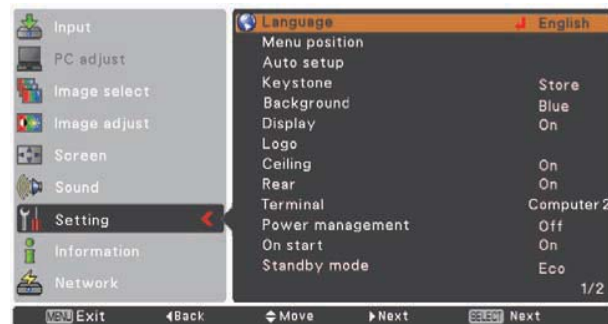 Input
PC adjust
Image select
Image adjust
Screen
Sound
Setting
Information
Network
Language English
Menu position
Auto setup
Keystone Store
Background Blue
Display On
Logo
Ceiling On
Rear On
Terminal Computer 2
Power management Off
On start On
Standby mode Eco
1/2
MENU Exit Back Move Next SELECT Next